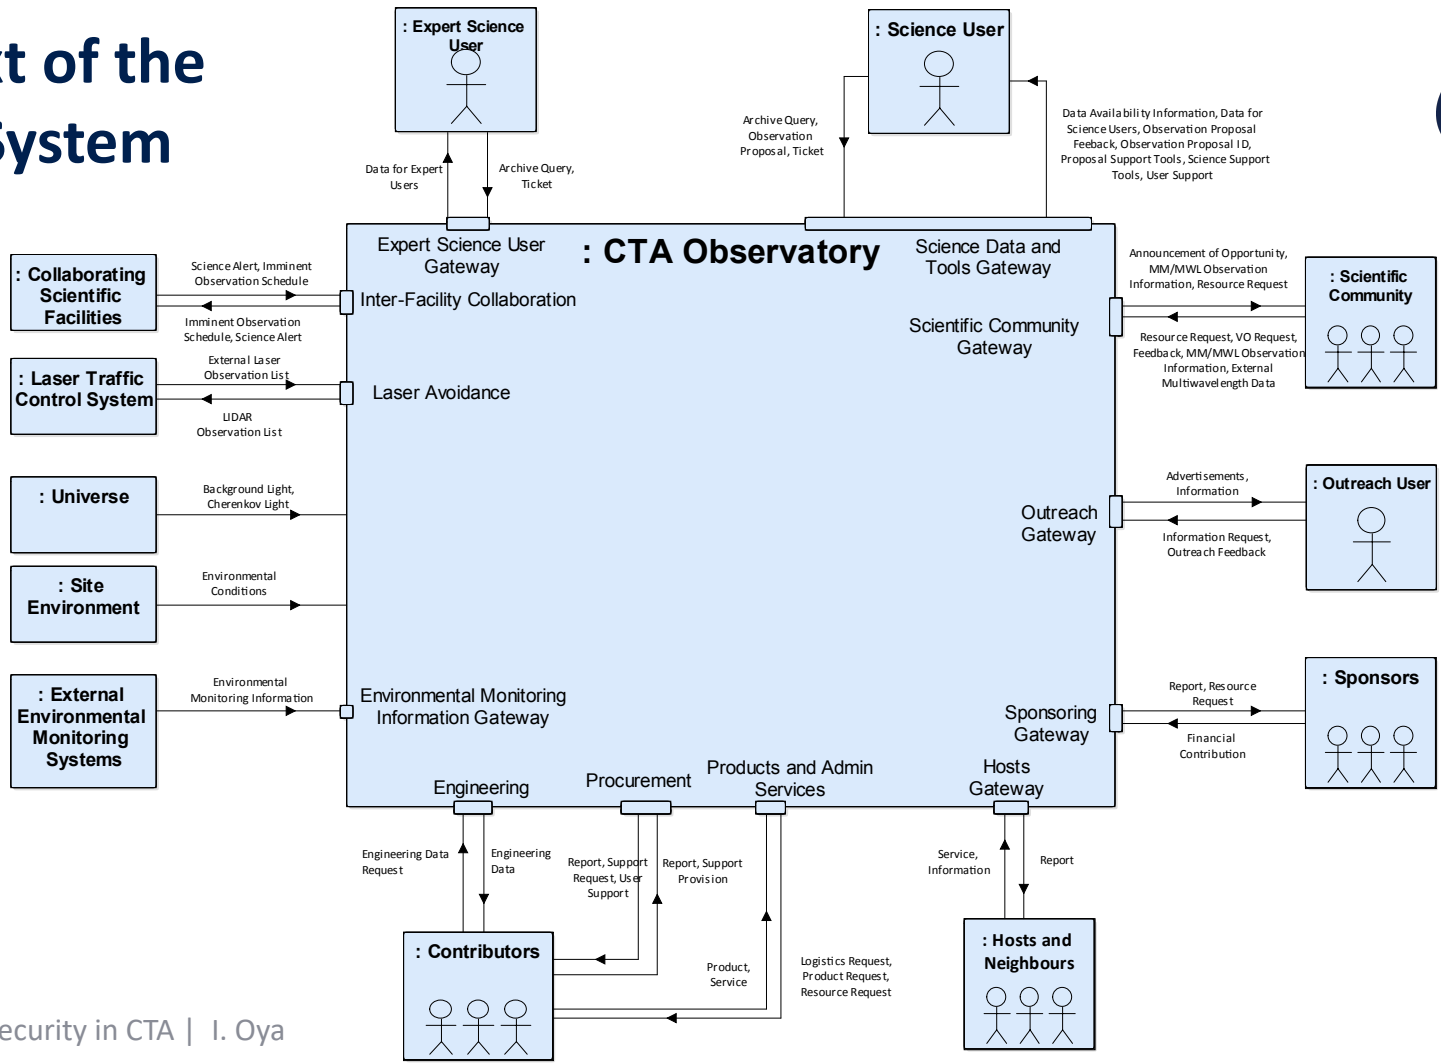 xt of the
System
: Expert Science
User
: Science User
Data for Expert
Users
Archive Query,
Ticket
Archive Query,
Observation
Proposal, Ticket
Data Availability Information, Data for
Science Users, Observation Proposal
Feeback, Observation Proposal ID,
Proposal Support Tools, Science Support
Tools, User Support
: CTA Observatory
Expert Science User
Gateway
Science Data and
Tools Gateway
: Collaborating
Scientific
Facilities
Science Alert, Imminent
Observation Schedule
Imminent Observation
Schedule, Science Alert
Inter-Facility Collaboration
Scientific Community
Gateway
Announcement of Opportunity,
MM/MWL Observation
Information, Resource Request
Resource Request, VO Request,
Feedback, MM/MWL Observation
Information, External
Multiwavelength Data
: Scientific
Community
: Laser Traffic
Control System
External Laser
Observation List
LIDAR
Observation List
Laser Avoidance
: Universe
Background Light,
Cherenkov Light
Outreach
Gateway
Advertisements,
Information
Information Request,
Outreach Feedback
: Outreach User
: Site
Environment
Environmental
Conditions
: External
Environmental
Monitoring
Systems
Environmental
Monitoring Information
Environmental Monitoring
Information Gateway
Sponsoring
Gateway
Report, Resource
Request
Financial
Contribution
: Sponsors
Engineering
Procurement
Products and Admin
Services
Hosts
Gateway
Engineering Data
Request
Engineering
Data
Report, Support
Request, User
Support
Report, Support
Provision
Product,
Service
Logistics Request,
Product Request,
Resource Request
Service,
Information
Report
: Contributors
: Hosts and
Neighbours
ecurity in CTA | I. Oya